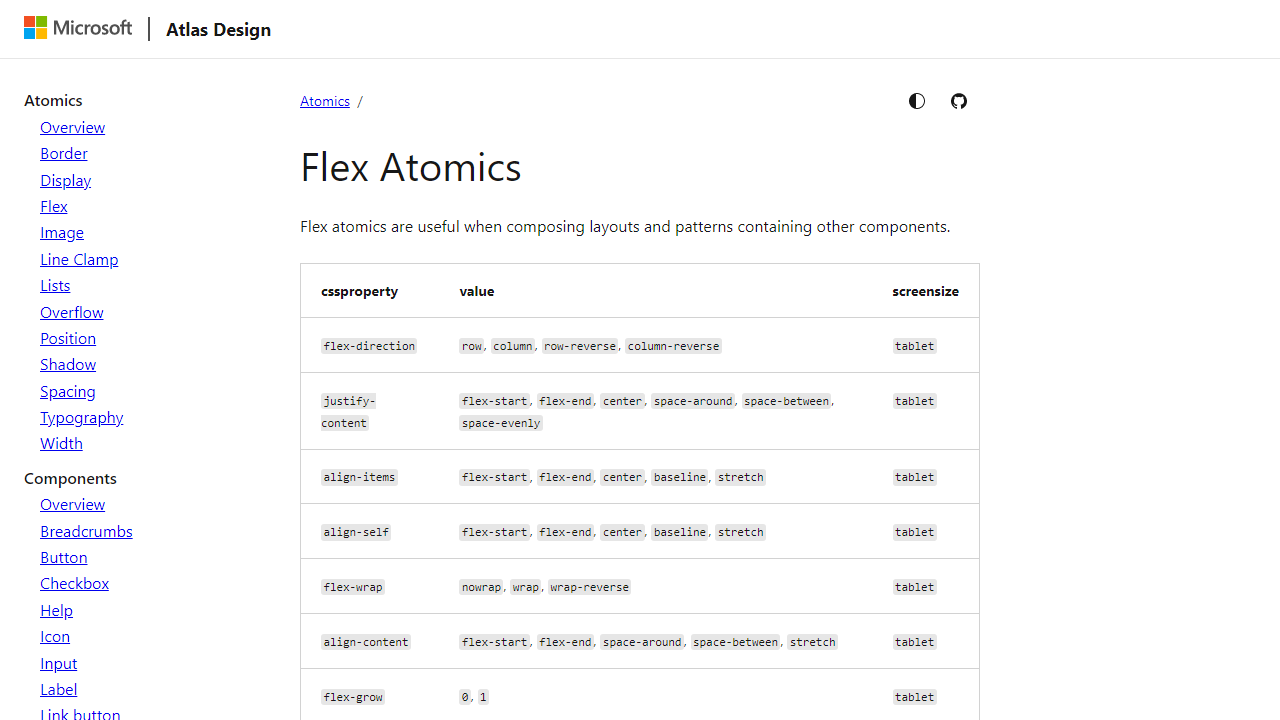 Microsoft
Atlas Design
Atomics
Overview
Border
Display
Flex
Image
Line Clamp
Lists
Overflow
Position
Shadow
Spacing
Typography
Width
Components
Overview
Breadcrumbs
Button
Checkbox
Help
Icon
Input
Label
Link button
Atomics /
Flex Atomics
Flex atomics are useful when composing layouts and patterns containing other components.
cssproperty value screensize
flex-direction row, column, row-reverse, column-reverse tablet
justify-content flex-start, flex-end, center, space-around, space-between, space-evenly tablet
align-items flex-start, flex-end, center, baseline, stretch tablet
align-self flex-start, flex-end, center, baseline, stretch tablet
flex-wrap nowrap, wrap, wrap-reverse tablet
align-content flex-start, flex-end, space-around, space-between, stretch tablet
flex-grow 0, 1 tablet